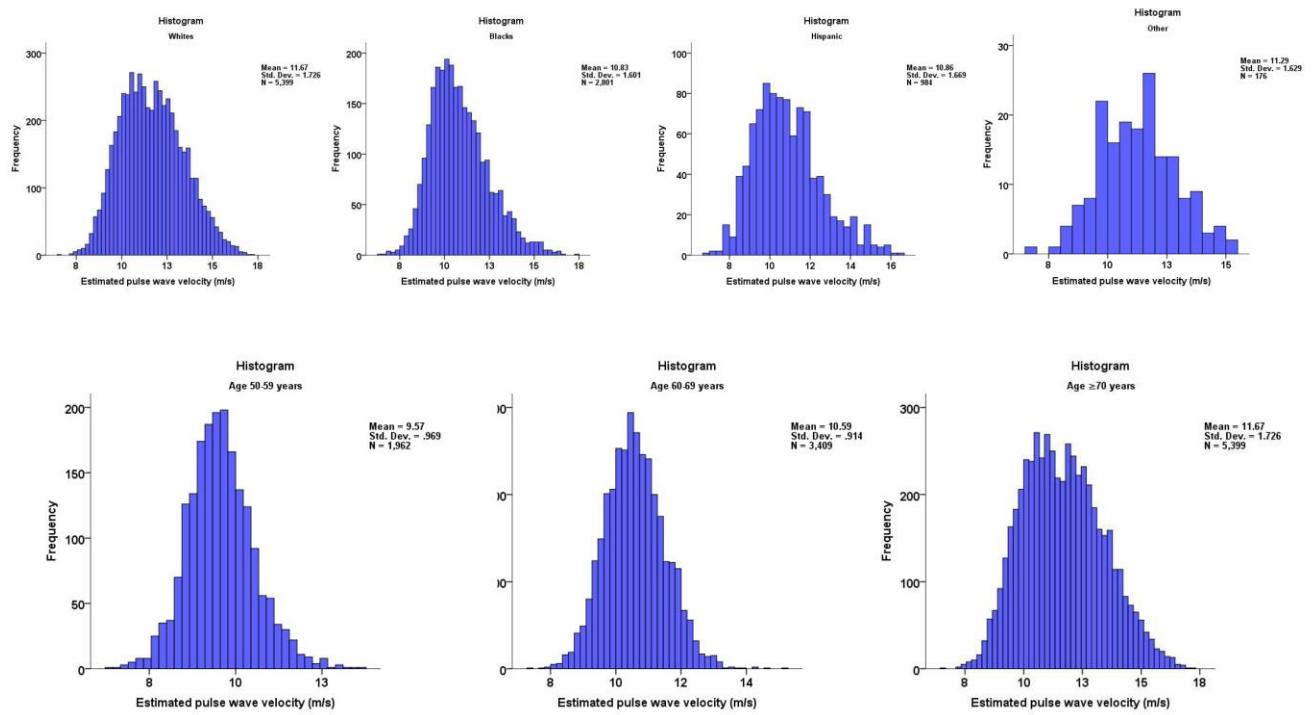 Histogram
Whites
Mean = 11.67
Std. Dev. = 1.726
N = 5,399
Frequency
300
200
100
0
8 10 13 15 18
Estimated pulse wave velocity (m/s)
Histogram
Blacks
Mean = 10.83
Std. Dev. = 1.601
N = 2,801
Frequency
200
150
100
50
0
8 10 13 15 18
Estimated pulse wave velocity (m/s)
Histogram
Hispanic
Mean = 10.86
Std. Dev. = 1.669
N = 984
Frequency
100
80
60
40
20
0
8 10 12 14 16
Estimated pulse wave velocity (m/s)
Histogram
Other
Mean = 11.29
Std. Dev. = 1.629
N = 176
Frequency
30
20
10
0
8 10 13 15
Estimated pulse wave velocity (m/s)
Histogram
Age 50-59 years
Mean = 9.57
Std. Dev. = .969
N = 1,962
Frequency
200
150
100
50
0
8 10 13
Estimated pulse wave velocity (m/s)
Histogram
Age 60-69 years
Mean = 10.59
Std. Dev. = .914
N = 3,409
0
8 10 12 14
Estimated pulse wave velocity (m/s)
Histogram
Age ≥70 years
Mean = 11.67
Std. Dev. = 1.726
N = 5,399
Frequency
300
200
100
0
8 10 13 15 18
Estimated pulse wave velocity (m/s)